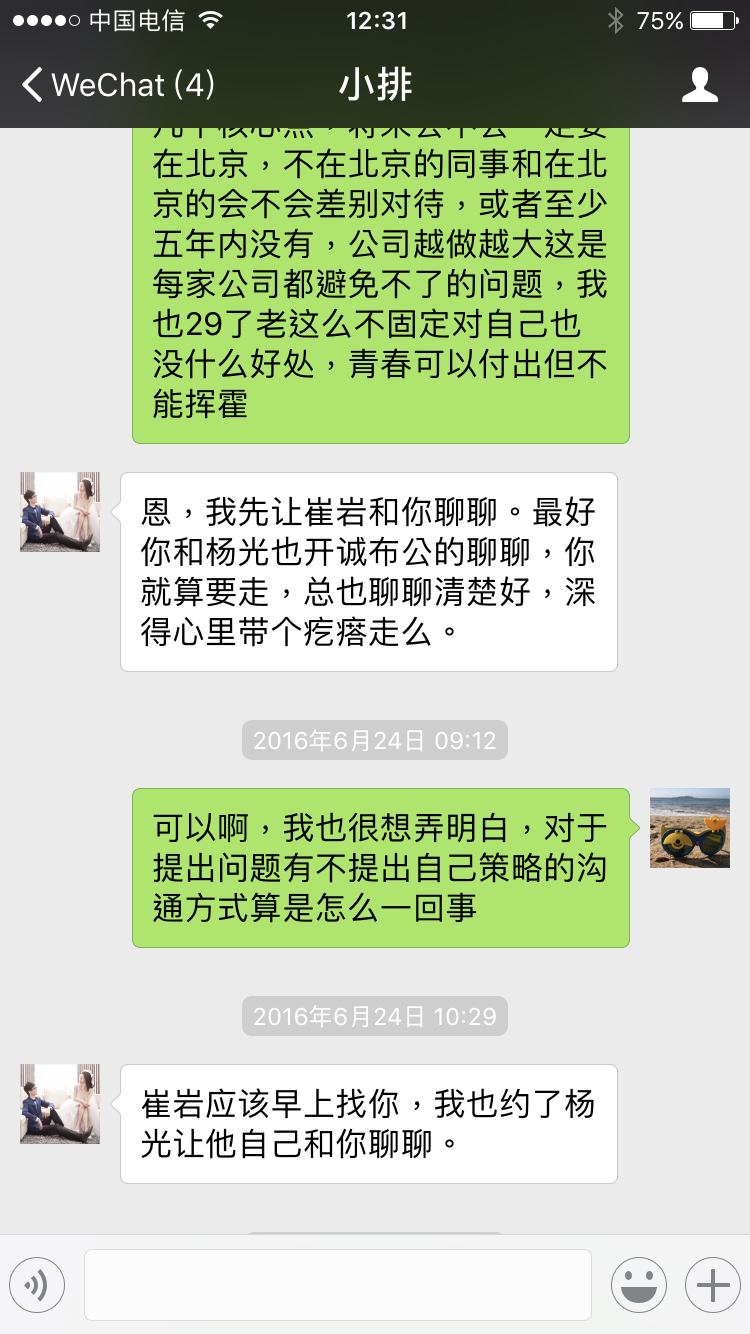 中国电信
12:31
75%
WeChat (4)
小排
在北京，不在北京的同事和在北
京的会不会差别对待，或者至少
五年内没有，公司越做越大这是
每家公司都避免不了的问题，我
也29了老这么不固定对自己也
没什么好处，青春可以付出但不
能挥霍
恩，我先让崔岩和你聊聊。最好
你和杨光也开诚布公的聊聊，你
就算要走，总也聊聊清楚好，深
得心里带个疙瘩走么。
2016年6月24日 09:12
可以啊，我也很想弄明白，对于
提出问题有不提出自己策略的沟
通方式算是怎么一回事
2016年6月24日 10:29
崔岩应该早上找你，我也约了杨
光让他自己和你聊聊。